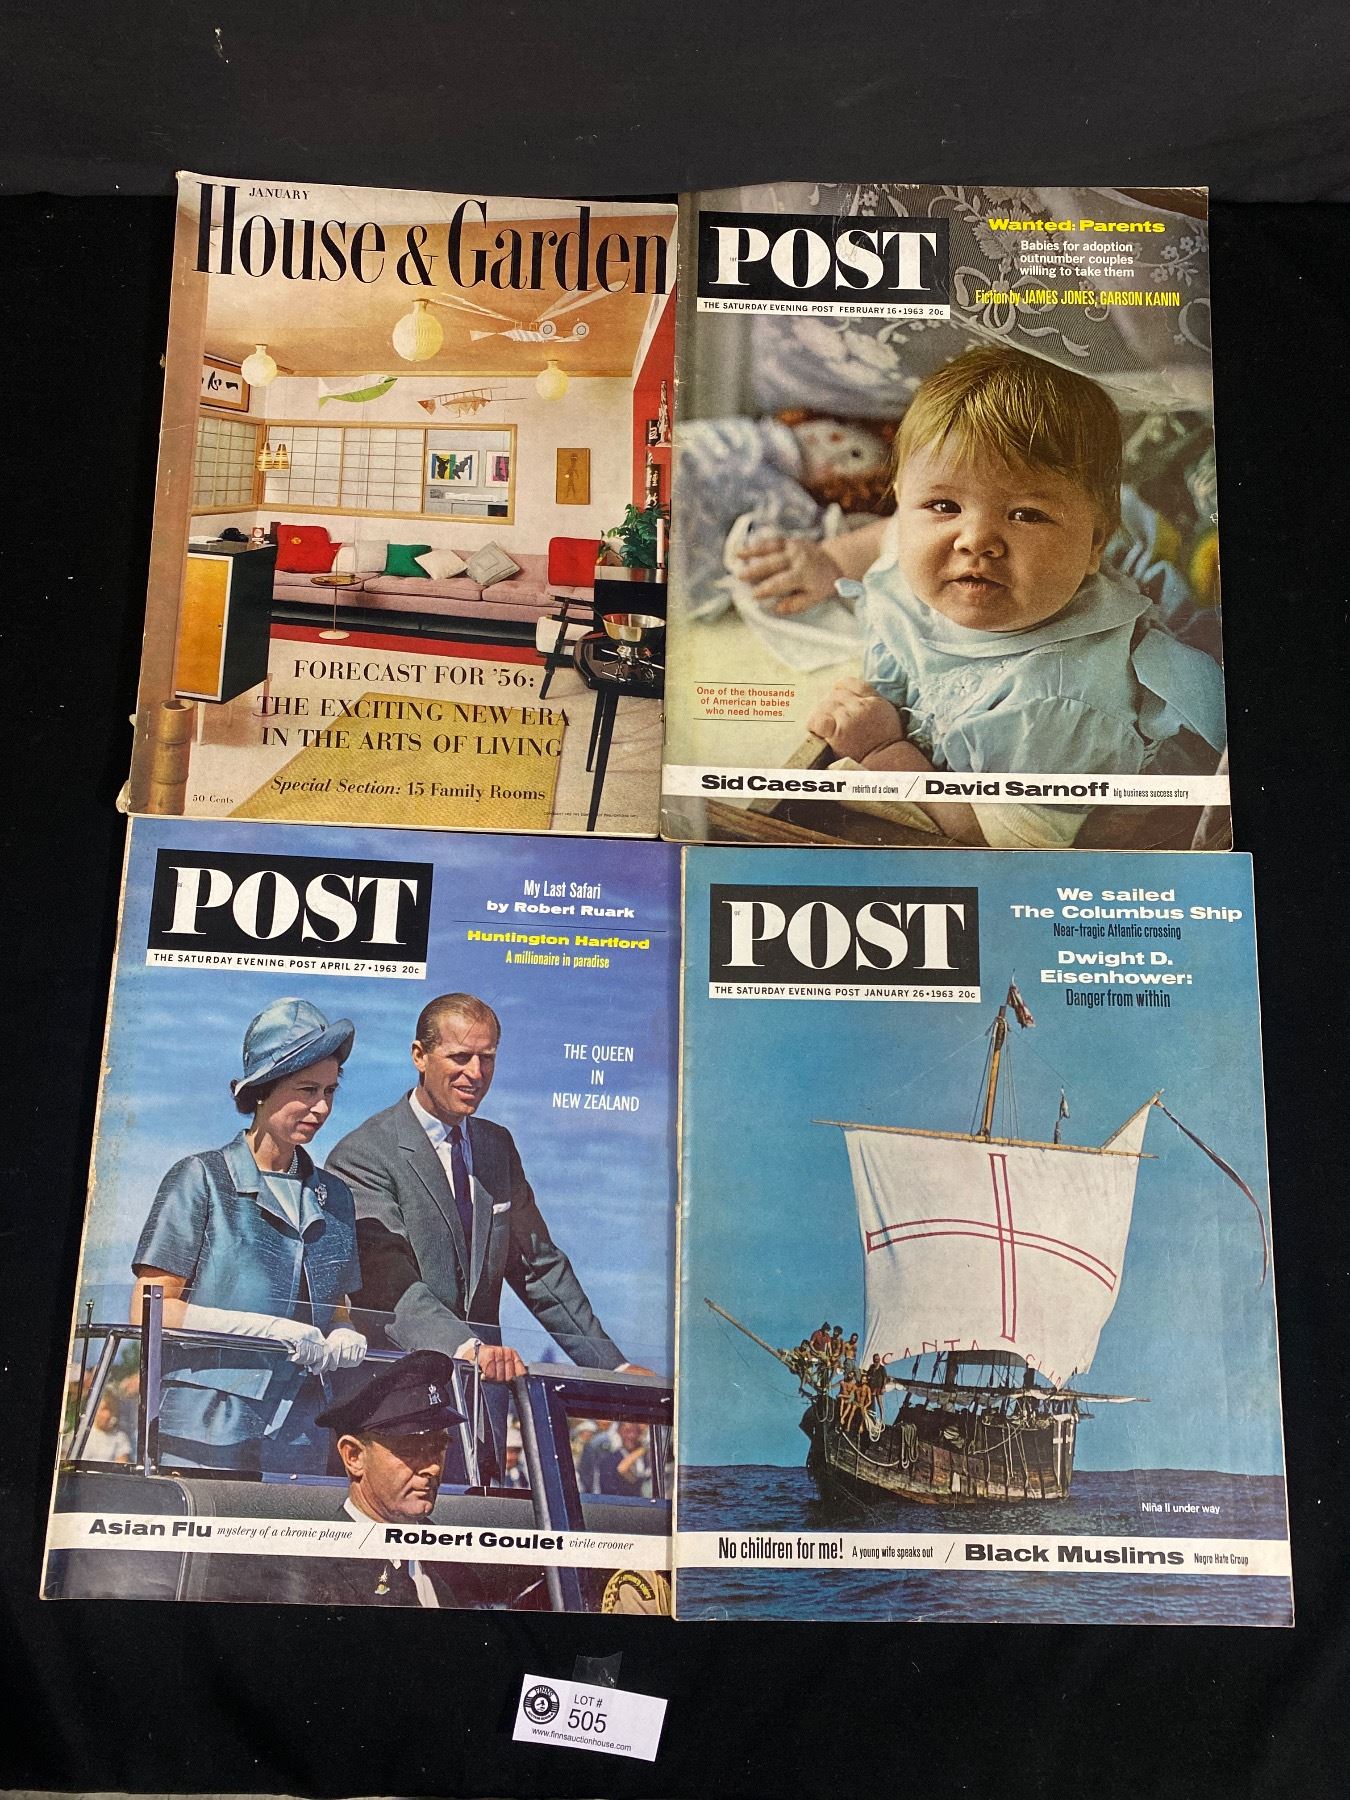 JANUARY
House & Garden
FORECAST FOR '56:
THE EXCITING NEW ERA
IN THE ARTS OF LIVING
Special Section: 15 Family Rooms
50 Cents
POST
THE SATURDAY EVENING POST FEBRUARY 16 • 1963 20c
Wanted: Parents
Babies for adoption
outnumber couples
willing to take them
Fiction by JAMES JONES, GARSON KANIN
One of the thousands
of American babies
who need homes.
Sid Caesar rebirth of a clown / David Sarnoff big business success story
POST
THE SATURDAY EVENING POST APRIL 27 • 1963 20c
My Last Safari
by Robert Ruark
Huntington Hartford
A millionaire in paradise
THE QUEEN
IN
NEW ZEALAND
Asian Flu mystery of a chronic plague / Robert Goulet virile crooner
POST
THE SATURDAY EVENING POST JANUARY 26 • 1963 20c
We sailed
The Columbus Ship
Near-tragic Atlantic crossing
Dwight D.
Eisenhower:
Danger from within
SANTA
Niña II under way
No children for me! A young wife speaks out / Black Muslims Negro Hate Group
FINNS
LOT #
505
www.finnsauctionhouse.com